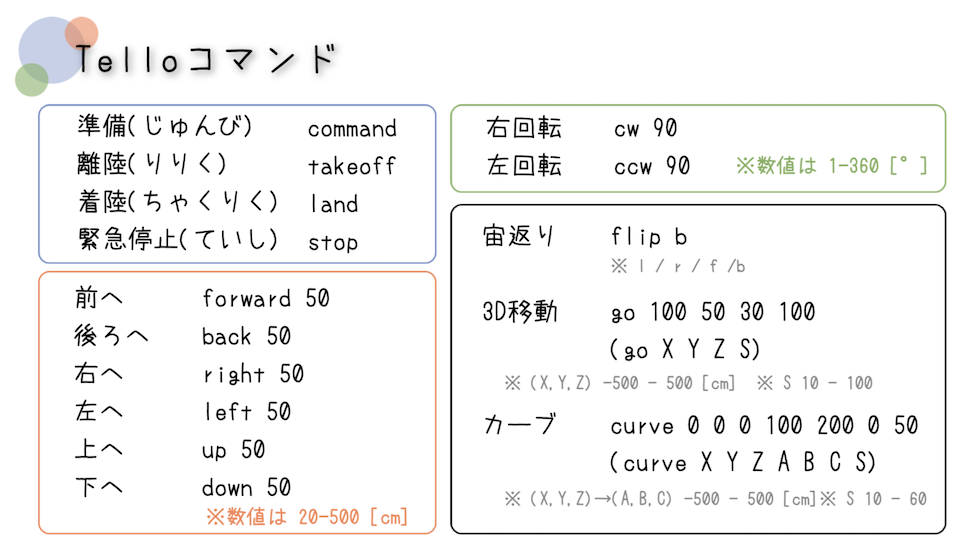 Telloコマンド
準備(じゅんび) command
離陸(りりく) takeoff
着陸(ちゃくりく) land
緊急停止(ていし) stop
前へ forward 50
後ろへ back 50
右へ right 50
左へ left 50
上へ up 50
下へ down 50
※数値は 20-500 [cm]
右回転 cw 90
左回転 ccw 90 ※数値は 1-360 [°]
宙返り flip b
※ l / r / f /b
3D移動 go 100 50 30 100
(go X Y Z S)
※ (X,Y,Z) -500 - 500 [cm] ※ S 10 - 100
カーブ curve 0 0 0 100 200 0 50
(curve X Y Z A B C S)
※ (X,Y,Z)→(A,B,C) -500 - 500 [cm]※ S 10 - 60